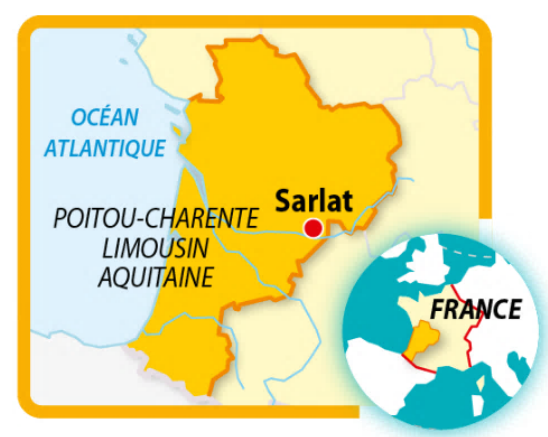 OCÉAN
ATLANTIQUE
Sarlat
POITOU-CHARENTE
LIMOUSIN
AQUITAINE
FRANCE